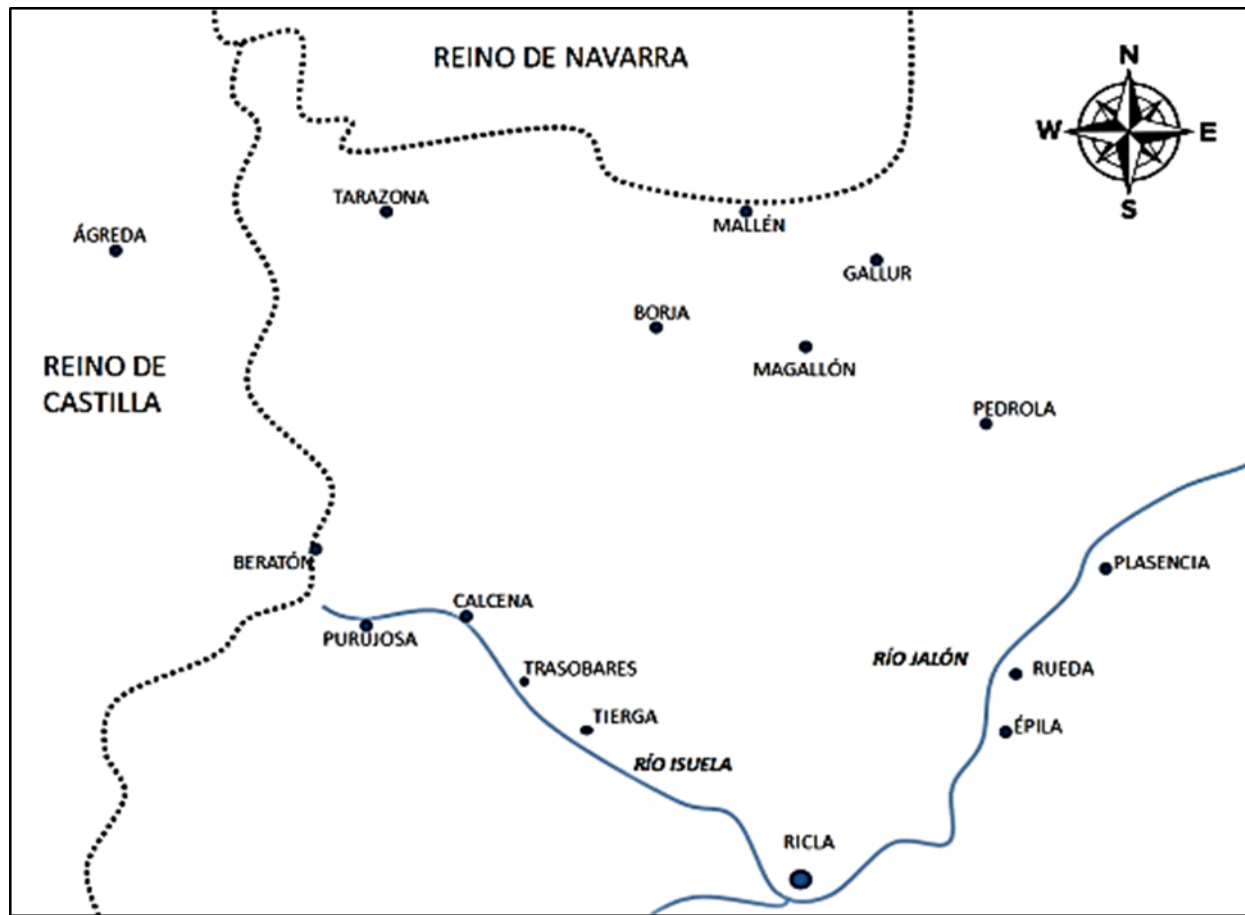 REINO DE NAVARRA
N
W
E
S
TARAZONA
MALLÉN
ÁGREDA
GALLUR
BORJA
REINO DE
CASTILLA
MAGALLÓN
PEDROLA
BERATÓN
PLASENCIA
CALCENA
PURUJOSA
TRASOBARES
RÍO JALÓN
RUEDA
TIERGA
ÉPILA
RÍO ISUELA
RICLA